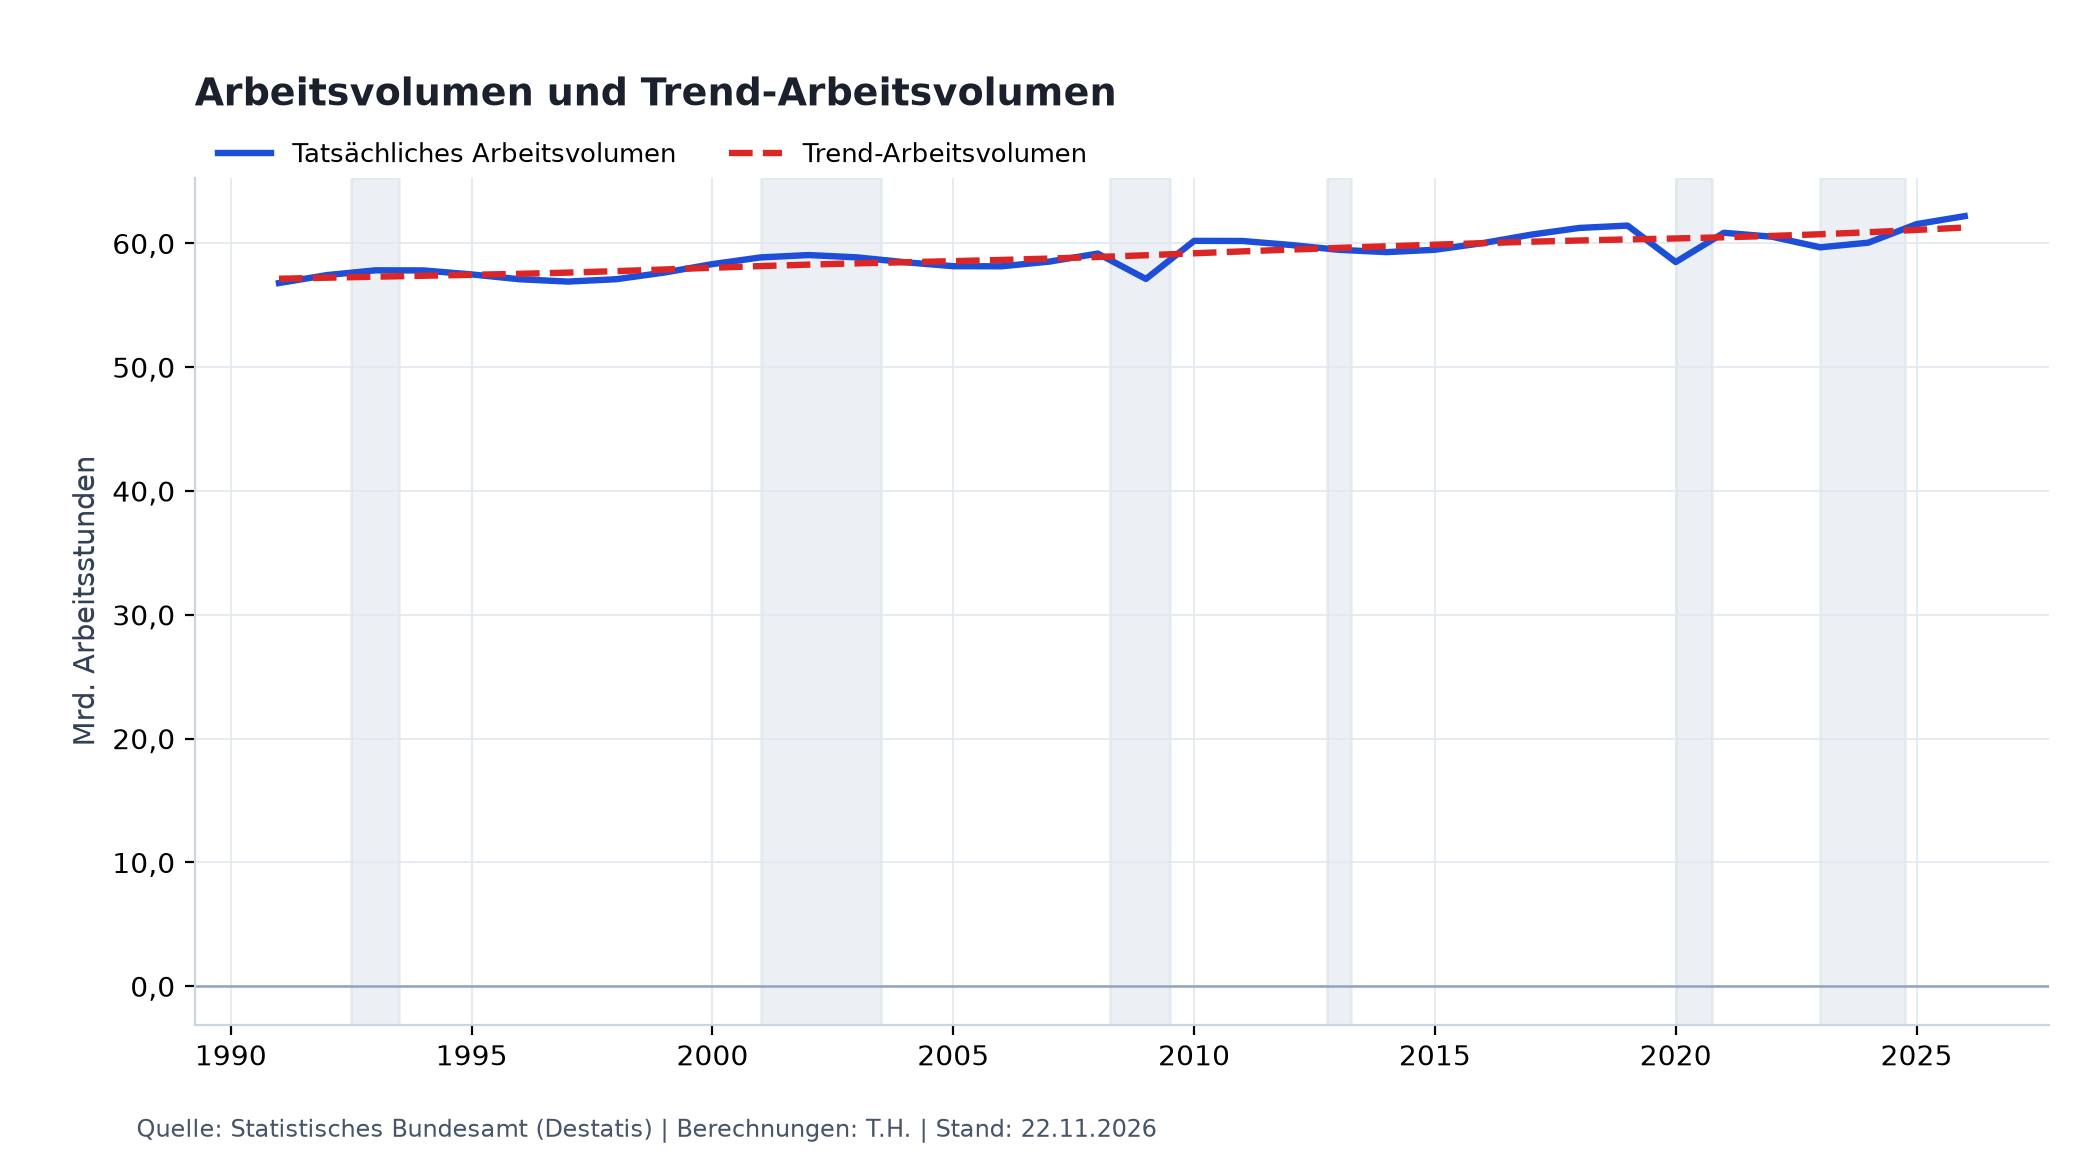 Arbeitsvolumen und Trend-Arbeitsvolumen
Tatsächliches Arbeitsvolumen
Trend-Arbeitsvolumen
Mrd. Arbeitsstunden
60,0
50,0
40,0
30,0
20,0
10,0
0,0
1990 1995 2000 2005 2010 2015 2020 2025
Quelle: Statistisches Bundesamt (Destatis) | Berechnungen: T.H. | Stand: 22.11.2026